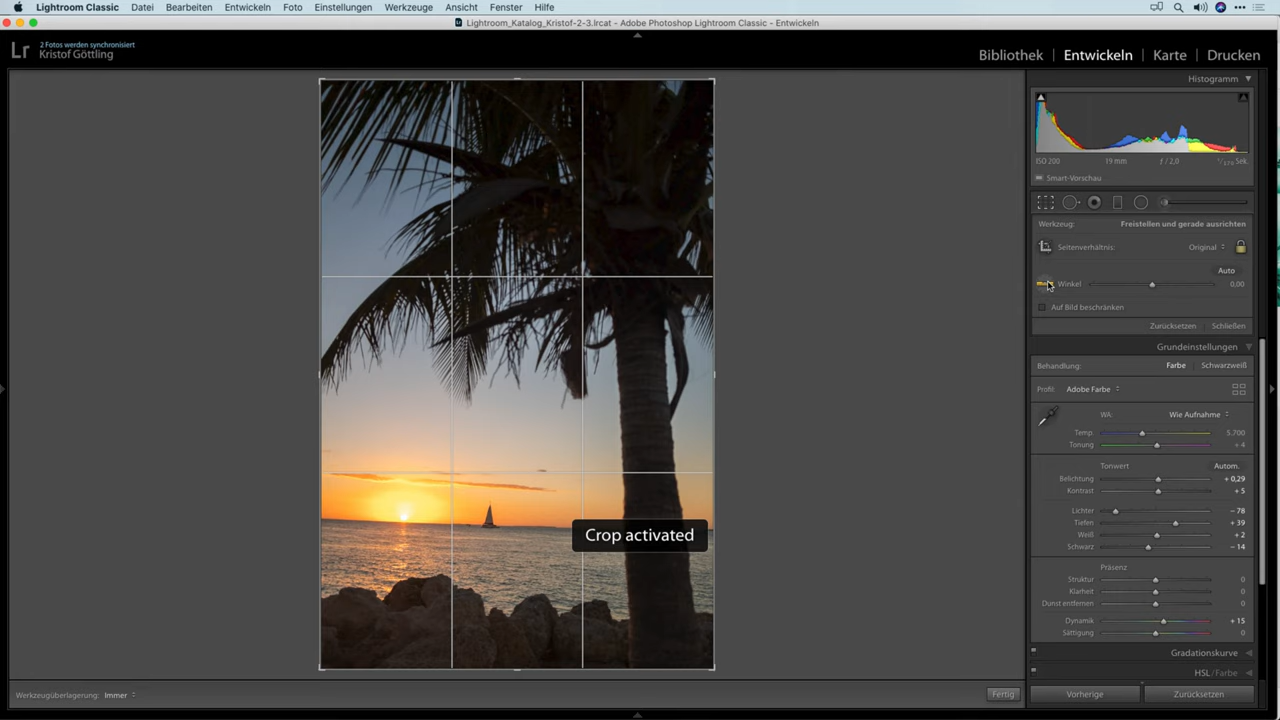 Lightroom Classic Datei Bearbeiten Entwickeln Foto Einstellungen Werkzeuge Ansicht Fenster Hilfe
Lightroom_Katalog_Kristof-2-3.lrcat - Adobe Photoshop Lightroom Classic - Entwickeln
Lr
2 Fotos werden synchronisiert
Kristof Göttling
Bibliothek | Entwickeln | Karte | Drucken
Histogramm
ISO 200 19 mm ƒ / 2,0 Sek.
Smart-Vorschau
Werkzeug: Freistellen und gerade ausrichten
Seitenverhältnis: Original
Auto
Winkel 0,00
Auf Bild beschränken
Zurücksetzen Schließen
Grundeinstellungen
Behandlung: Farbe Schwarzweiß
Profil: Adobe Farbe
WA: Wie Aufnahme
Temp. 5.700
Tonung + 4
Tonwert Autom.
Belichtung + 0,29
Kontrast + 5
Lichter − 78
Tiefen + 39
Weiß + 2
Schwarz − 14
Präsenz
Struktur 0
Klarheit 0
Dunst entfernen 0
Dynamik + 15
Sättigung 0
Gradationskurve
HSL / Farbe
Crop activated
Werkzeugüberlagerung: Immer
Fertig
Vorherige Zurücksetzen